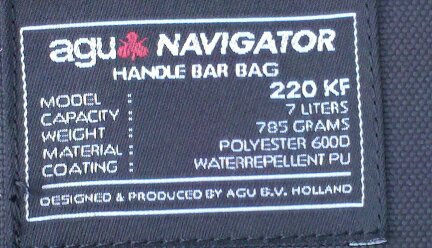 agu NAVIGATOR
HANDLE BAR BAG
MODEL : 220 KF
CAPACITY : 7 LITERS
WEIGHT : 785 GRAMS
MATERIAL : POLYESTER 600D
COATING : WATERREPELLENT PU
DESIGNED & PRODUCED BY AGU B.V. HOLLAND